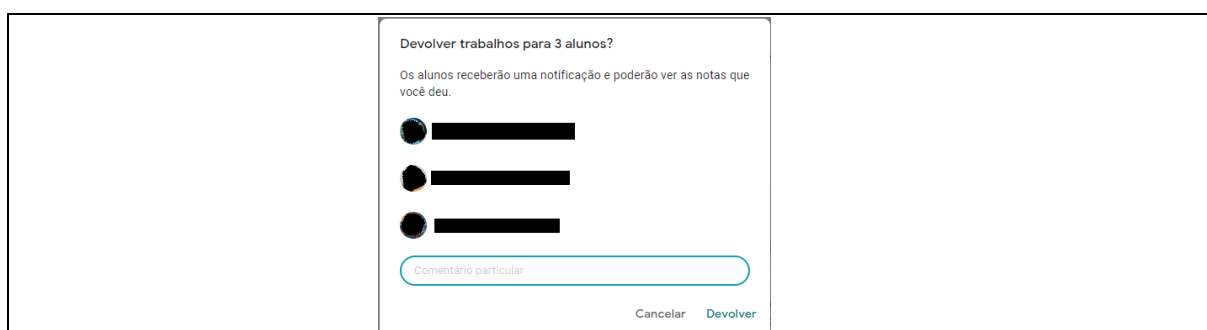 Devolver trabalhos para 3 alunos?
Os alunos receberão uma notificação e poderão ver as notas que
você deu.
Comentário particular
Cancelar Devolver